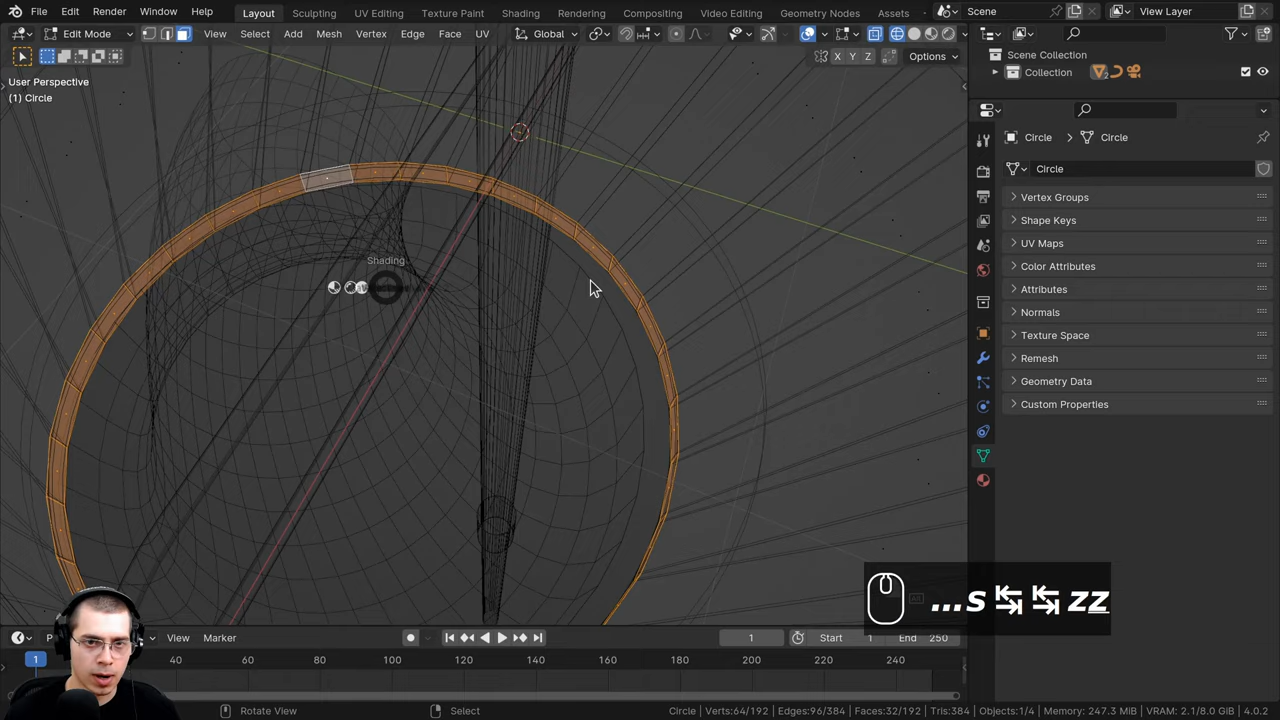 File Edit Render Window Help Layout Sculpting UV Editing Texture Paint Shading Rendering Compositing Video Editing Geometry Nodes Assets Scene View Layer
Edit Mode View Select Add Mesh Vertex Edge Face UV Global
X Y Z Options
User Perspective
(1) Circle
Scene Collection
Collection
Circle Circle
Circle
Vertex Groups
Shape Keys
UV Maps
Color Attributes
Attributes
Normals
Texture Space
Remesh
Geometry Data
Custom Properties
Shading
...s ↹ ↹ zz
View Marker 1 Start 1 End 250
1 40 60 80 100 120 140 160 180 200 220 240
Rotate View Select Circle | Verts:64/192 | Edges:96/384 | Faces:32/192 | Tris:384 | Objects:1/4 | Memory: 247.3 MiB | VRAM: 2.1/8.0 GiB | 4.0.2